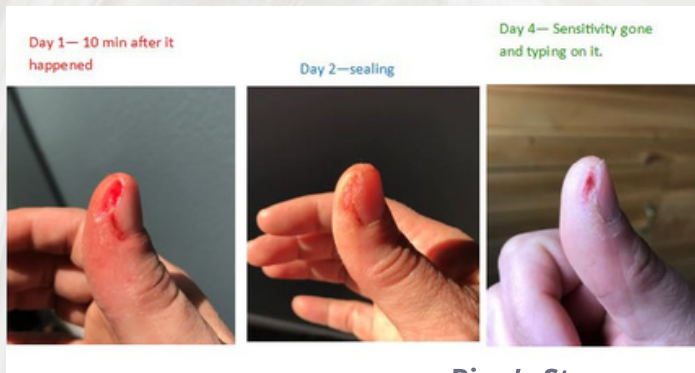 Day 1— 10 min after it
happened
Day 2—sealing
Day 4— Sensitivity gone
and typing on it.